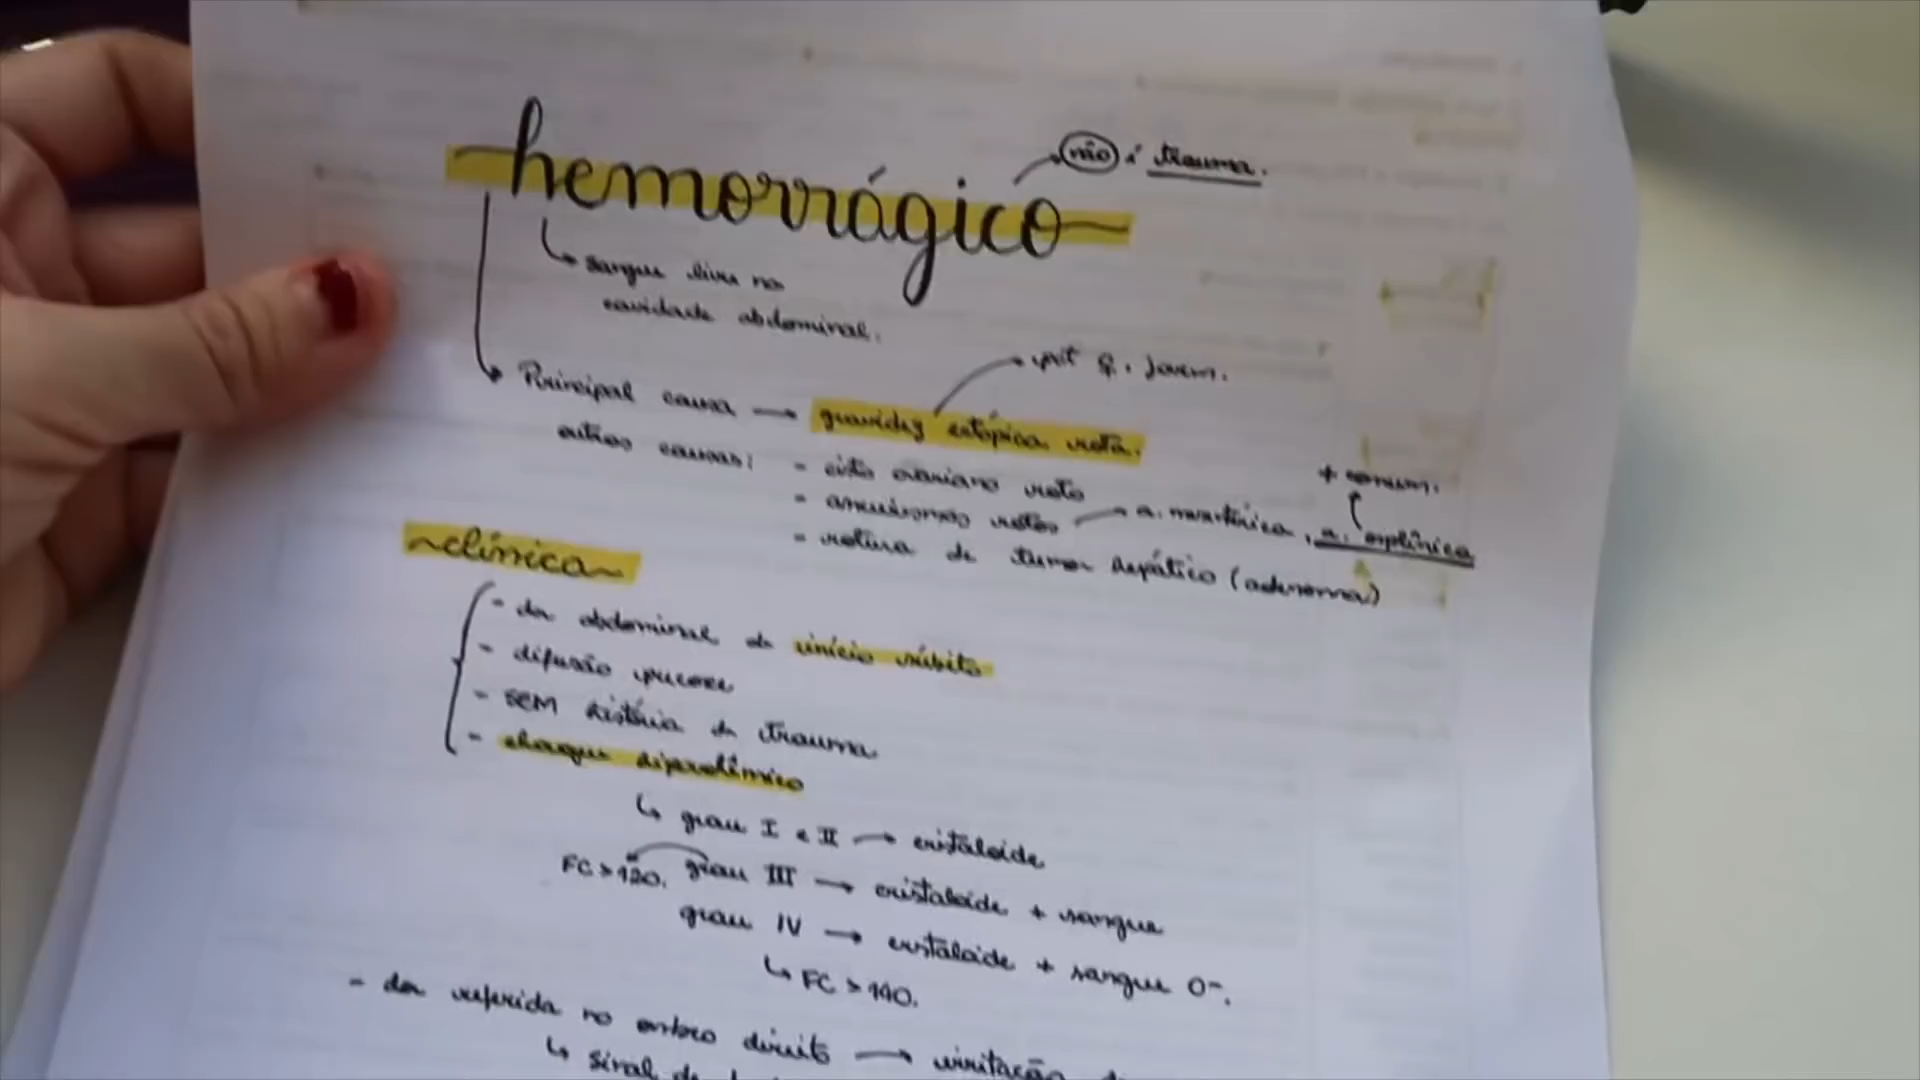 hemorrágico
não é trauma.
sangue livre na
cavidade abdominal.
Principal causa → gravidez ectópica rota.
pct ♀. jovem.
outras causas: - cisto ovariano roto
- aneurismas rotos → a. mesentérica, a. esplênica
+ comum.
- rotura de tumor hepático (adenoma)
~clínica~
- dor abdominal de início súbito
- difusão precoce
- SEM história de trauma
- choque hipovolêmico
↳ grau I e II → cristaloide
FC > 120. grau III → cristaloide + sangue
grau IV → cristaloide + sangue O-.
↳ FC > 140.
- dor referida no ombro direito → irritação
↳ sinal de